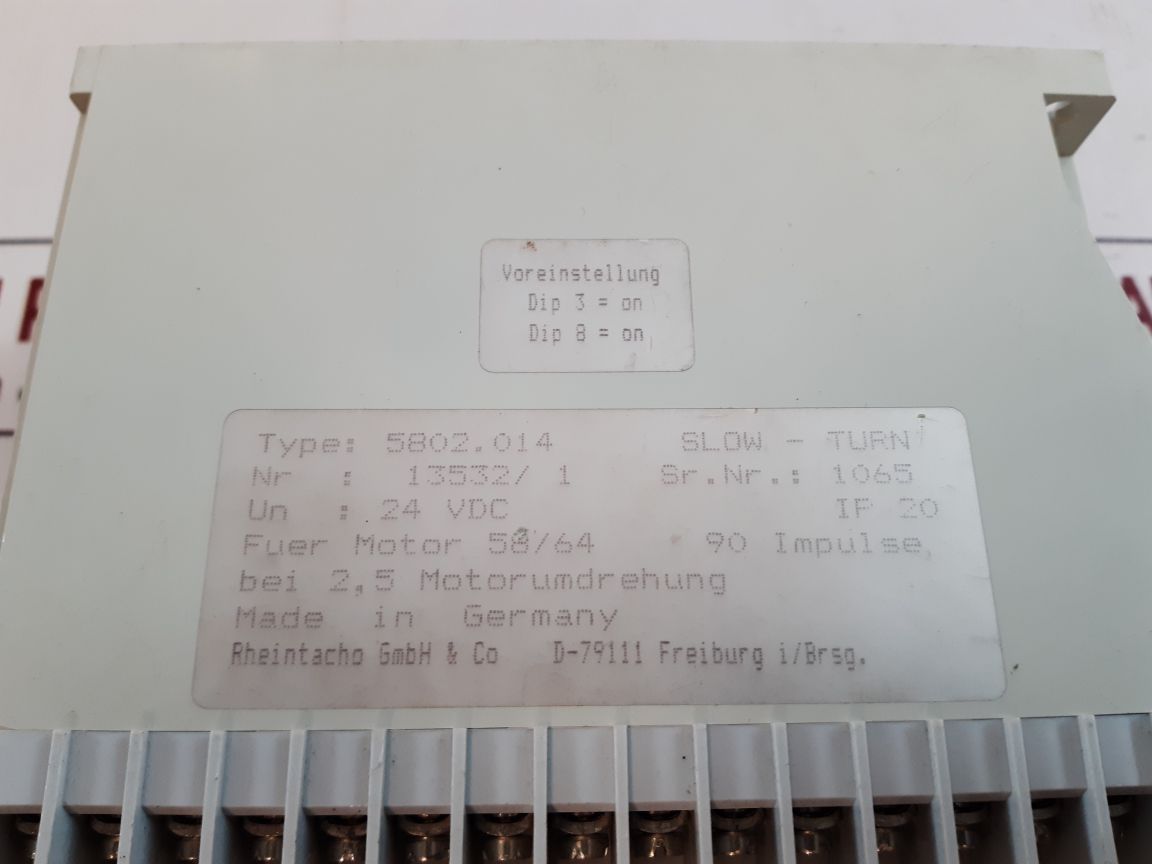 Voreinstellung
Dip 3 = on
Dip 8 = on
Type: 5802.014 SLOW - TURN
Nr : 13532/ 1 Sr.Nr.: 1065
Un : 24 VDC IP 20
Fuer Motor 58/64 90 Impulse,
bei 2,5 Motorumdrehung
Made in Germany
Rheintacho GmbH & Co D-79111 Freiburg i/Brsg.